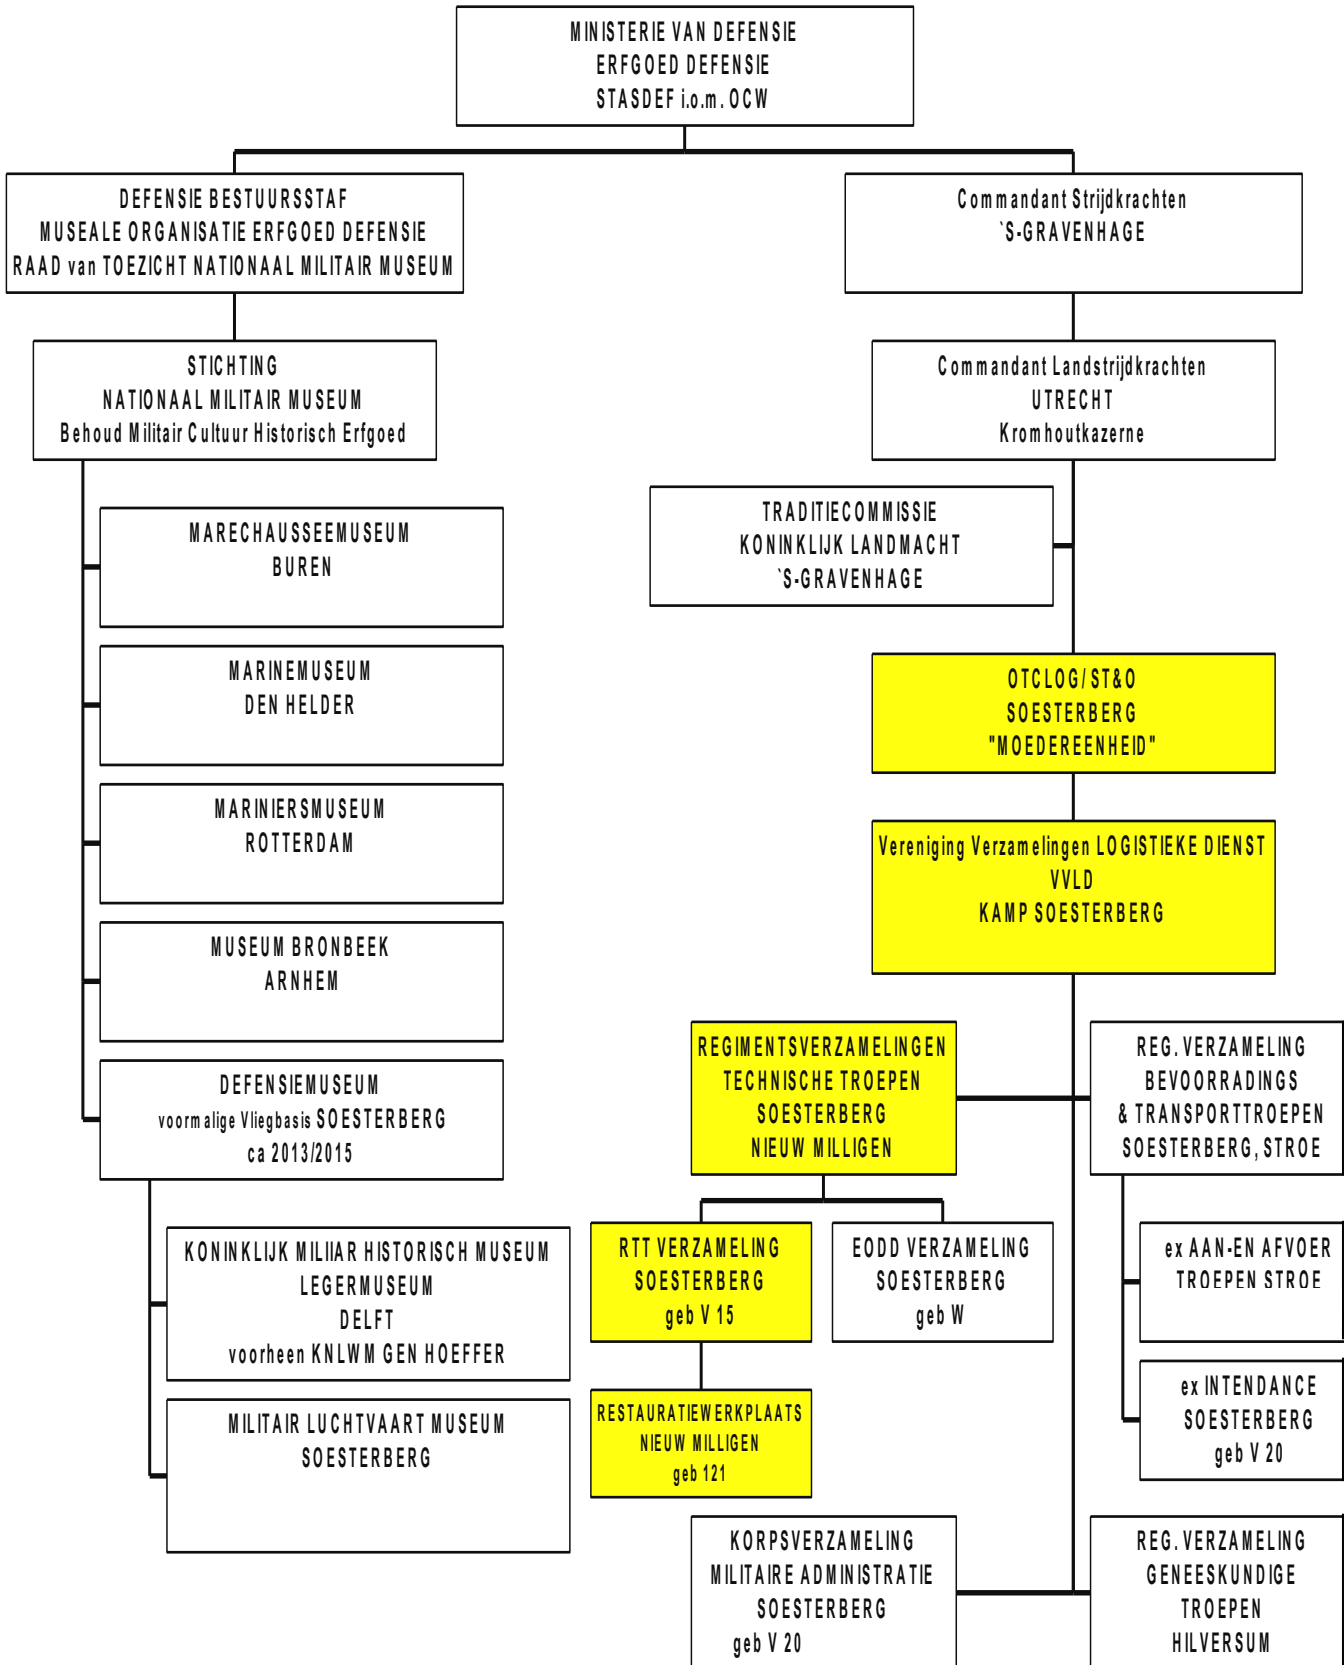 MINISTERIE VAN DEFENSIE
ERFGOED DEFENSIE
STASDEF i.o.m. OCW
DEFENSIE BESTUURSSTAF
MUSEALE ORGANISATIE ERFGOED DEFENSIE
RAAD van TOEZICHT NATIONAAL MILITAIR MUSEUM
Commandant Strijdkrachten
`S-GRAVENHAGE
STICHTING
NATIONAAL MILITAIR MUSEUM
Behoud Militair Cultuur Historisch Erfgoed
Commandant Landstrijdkrachten
UTRECHT
Kromhoutkazerne
TRADITIECOMMISSIE
KONINKLIJK LANDMACHT
`S-GRAVENHAGE
MARECHAUSSEEMUSEUM
BUREN
MARINEMUSEUM
DEN HELDER
MARINIERSMUSEUM
ROTTERDAM
MUSEUM BRONBEEK
ARNHEM
DEFENSIEMUSEUM
voormalige Vliegbasis SOESTERBERG
ca 2013/2015
KONINKLIJK MILIIAR HISTORISCH MUSEUM
LEGERMUSEUM
DELFT
voorheen KNLWM GEN HOEFFER
MILITAIR LUCHTVAART MUSEUM
SOESTERBERG
OTCLOG/ST&O
SOESTERBERG
"MOEDEREENHEID"
Vereniging Verzamelingen LOGISTIEKE DIENST
VVLD
KAMP SOESTERBERG
REGIMENTSVERZAMELINGEN
TECHNISCHE TROEPEN
SOESTERBERG
NIEUW MILLIGEN
REG. VERZAMELING
BEVOORRADINGS
& TRANSPORTTROEPEN
SOESTERBERG, STROE
RTT VERZAMELING
SOESTERBERG
geb V 15
EODD VERZAMELING
SOESTERBERG
geb W
ex AAN-EN AFVOER
TROEPEN STROE
RESTAURATIEWERKPLAATS
NIEUW MILLIGEN
geb 121
ex INTENDANCE
SOESTERBERG
geb V 20
KORPSVERZAMELING
MILITAIRE ADMINISTRATIE
SOESTERBERG
geb V 20
REG. VERZAMELING
GENEESKUNDIGE
TROEPEN
HILVERSUM